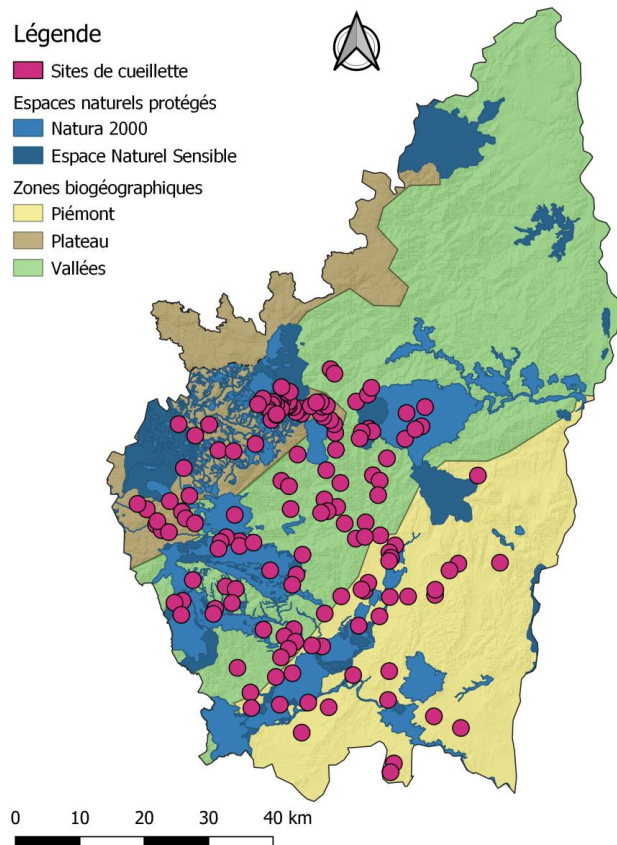 Légende
Sites de cueillette
Espaces naturels protégés
Natura 2000
Espace Naturel Sensible
Zones biogéographiques
Piémont
Plateau
Vallées
0 10 20 30 40 km